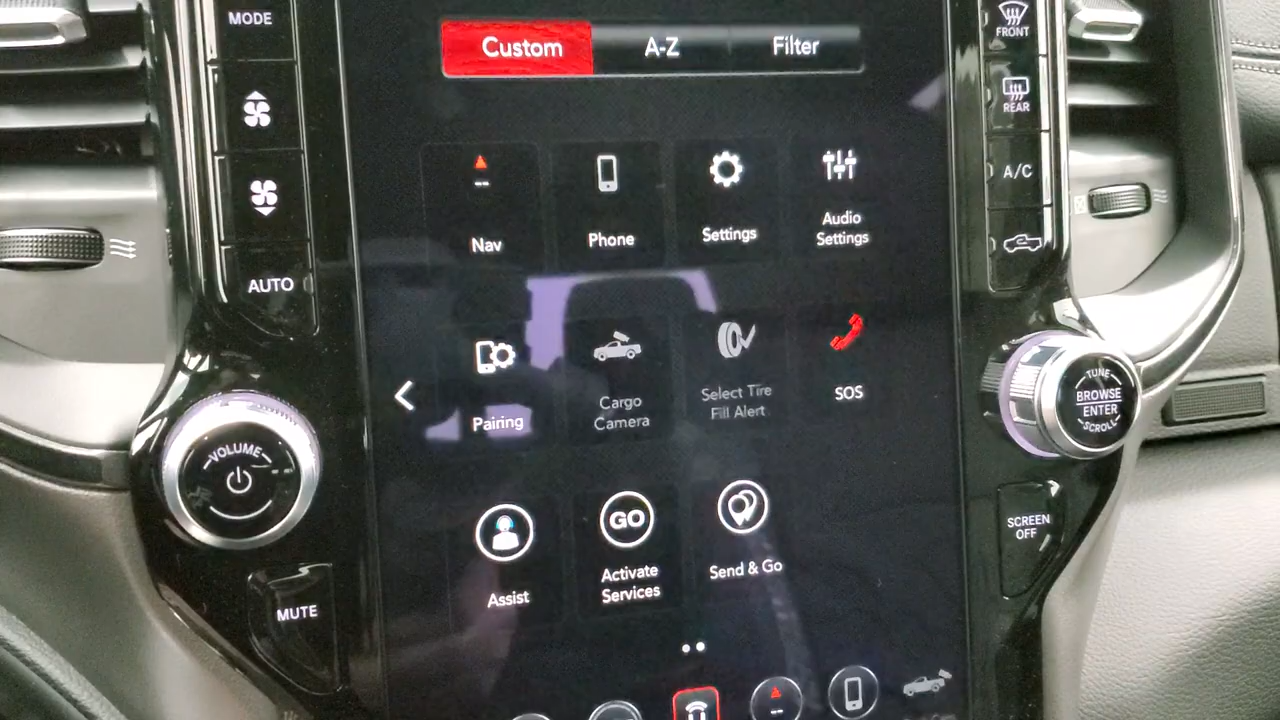 MODE
AUTO
VOLUME
MUTE
Custom
A-Z
Filter
Nav
Phone
Settings
Audio
Settings
Pairing
Cargo
Camera
Select Tire
Fill Alert
SOS
Assist
GO
Activate
Services
Send & Go
FRONT
REAR
A/C
TUNE
BROWSE
ENTER
SCROLL
SCREEN
OFF